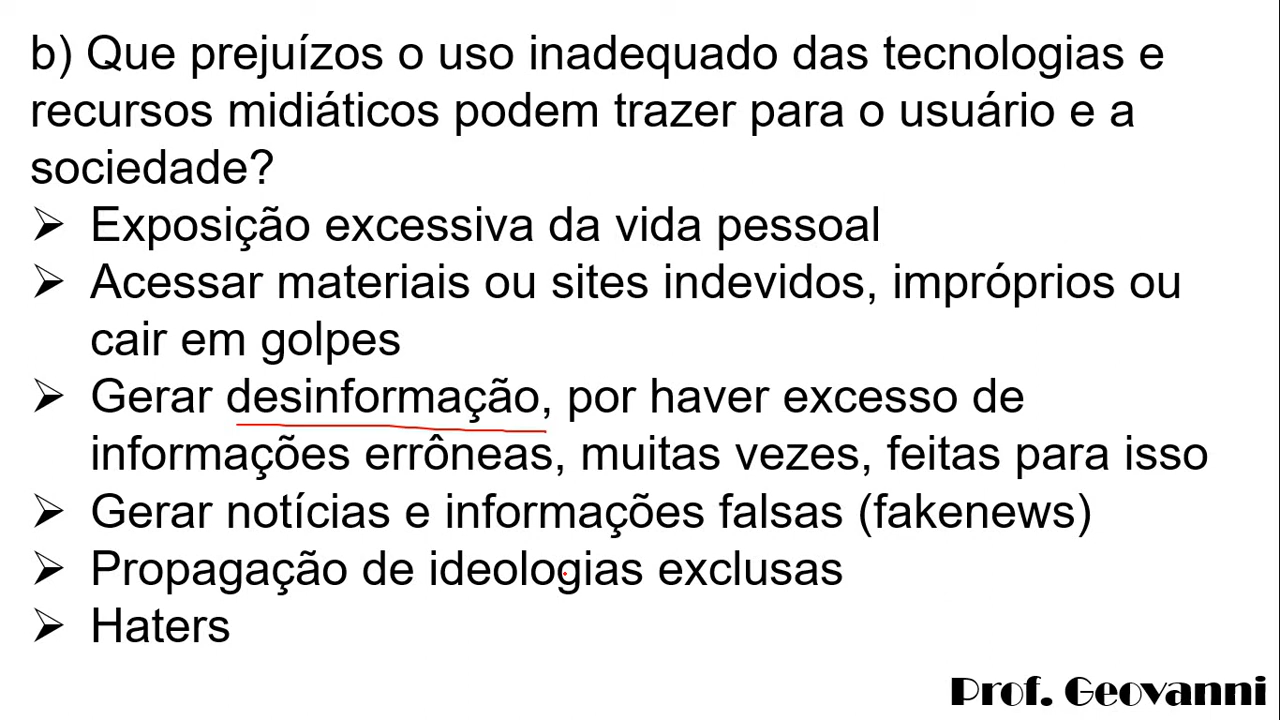 b) Que prejuízos o uso inadequado das tecnologias e
recursos midiáticos podem trazer para o usuário e a
sociedade?
➢ Exposição excessiva da vida pessoal
➢ Acessar materiais ou sites indevidos, impróprios ou
cair em golpes
➢ Gerar desinformação, por haver excesso de
informações errôneas, muitas vezes, feitas para isso
➢ Gerar notícias e informações falsas (fakenews)
➢ Propagação de ideologias exclusas
➢ Haters
Prof. Geovanni